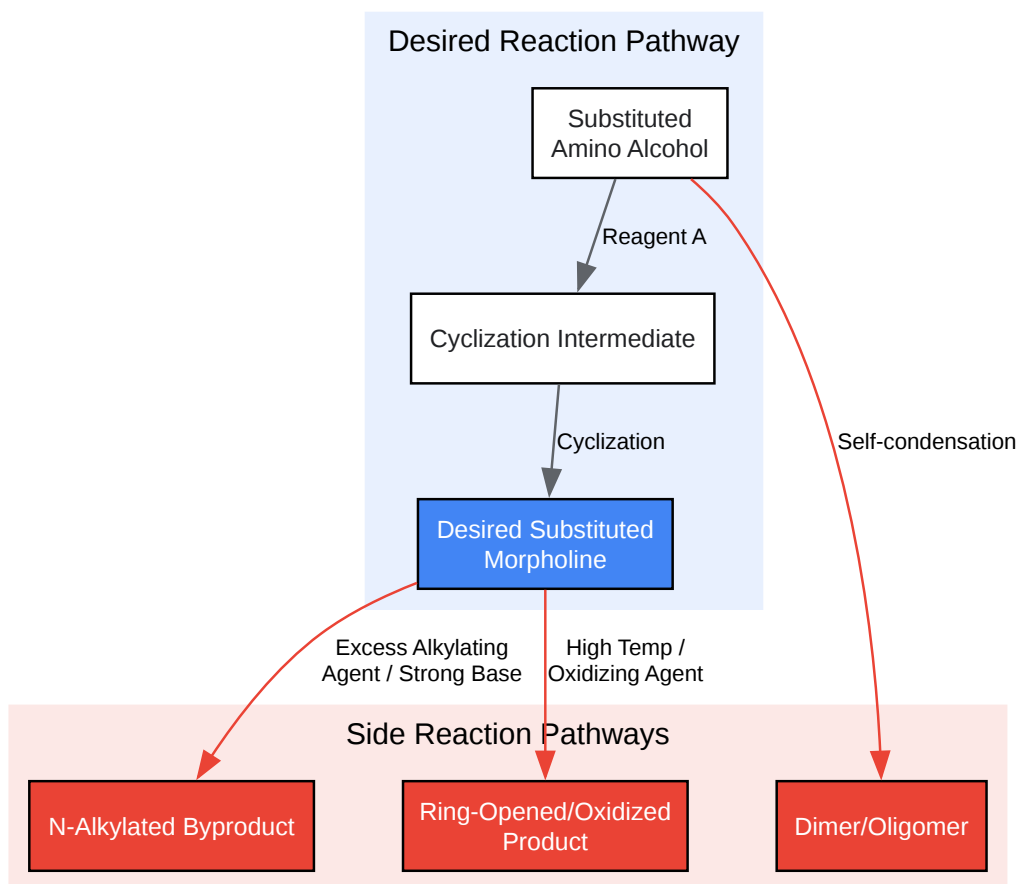 Desired Reaction Pathway
Substituted
Amino Alcohol
Reagent A
Cyclization Intermediate
Cyclization
Self-condensation
Desired Substituted
Morpholine
Excess Alkylating
Agent / Strong Base
High Temp /
Oxidizing Agent
Side Reaction Pathways
N-Alkylated Byproduct
Ring-Opened/Oxidized
Product
Dimer/Oligomer